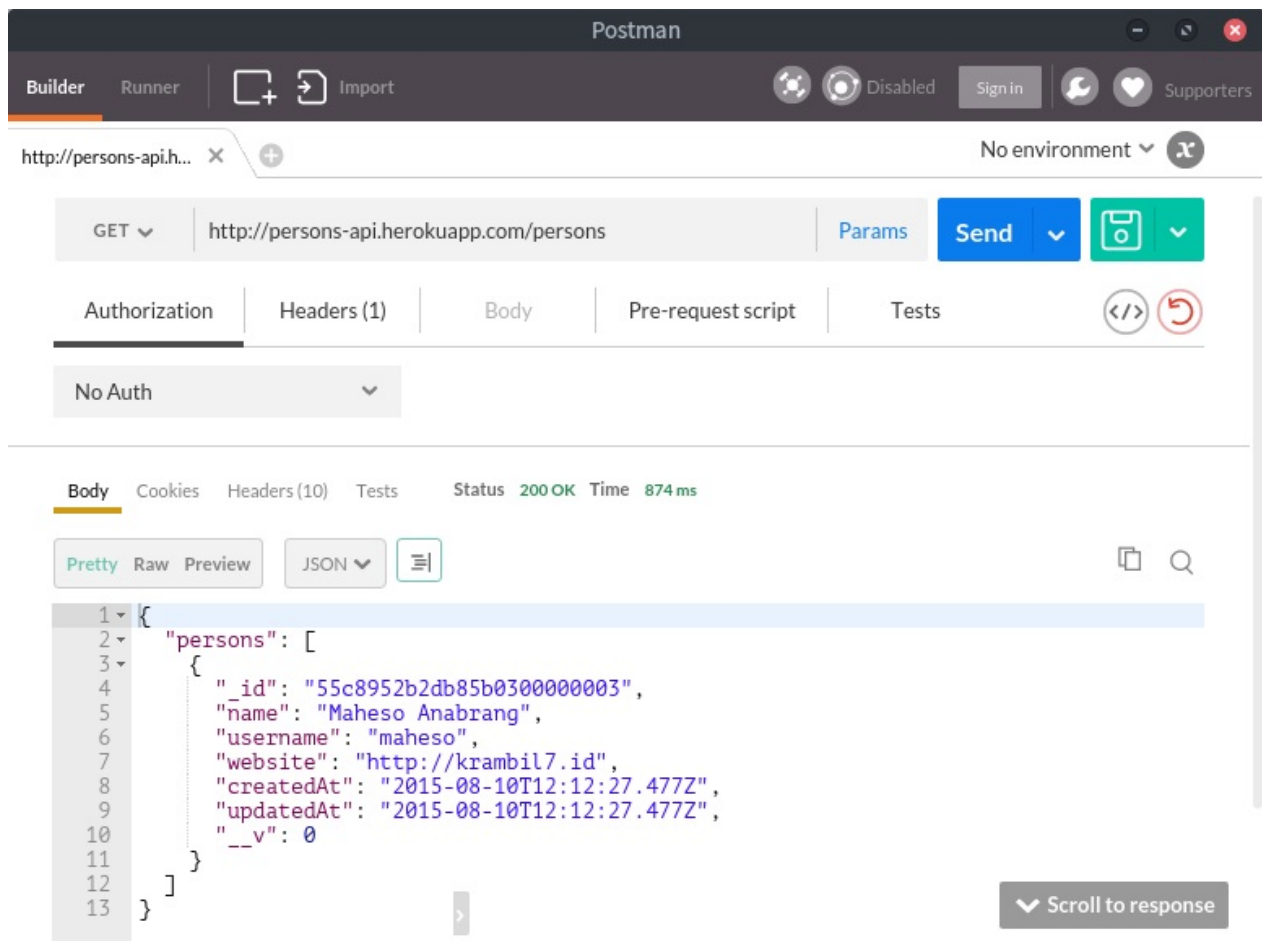 Postman
Builder Runner Import Disabled Sign in Supporters
http://persons-api.h... No environment
GET http://persons-api.herokuapp.com/persons Params Send
Authorization Headers (1) Body Pre-request script Tests
No Auth
Body Cookies Headers (10) Tests Status 200 OK Time 874 ms
Pretty Raw Preview JSON
1 {
2 "persons": [
3 {
4 "_id": "55c8952b2db85b0300000003",
5 "name": "Maheso Anabrang",
6 "username": "maheso",
7 "website": "http://krambil7.id",
8 "createdAt": "2015-08-10T12:12:27.477Z",
9 "updatedAt": "2015-08-10T12:12:27.477Z",
10 "__v": 0
11 }
12 ]
13 }
Scroll to response